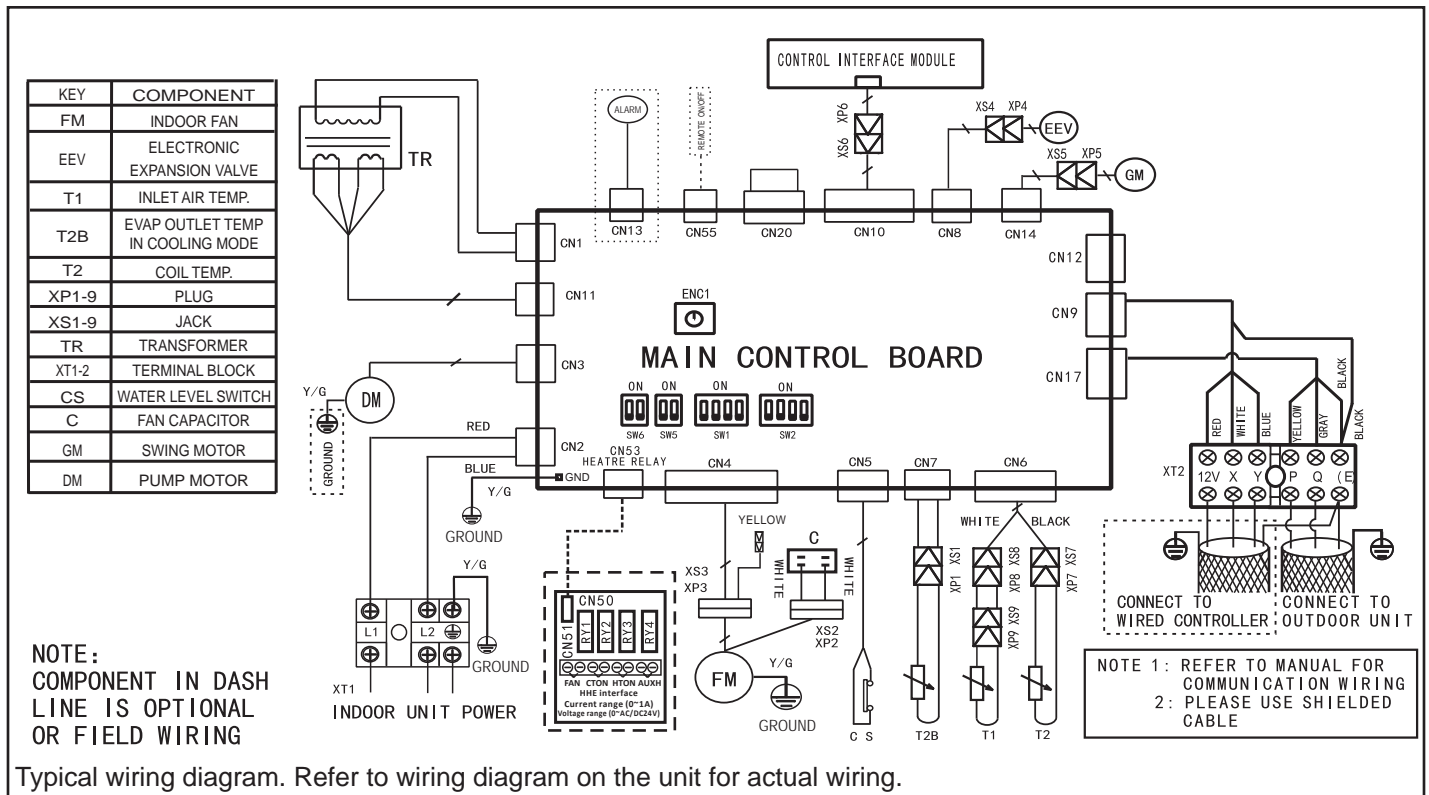 KEY COMPONENT
FM INDOOR FAN
EEV ELECTRONIC
EXPANSION VALVE
T1 INLET AIR TEMP.
T2B EVAP OUTLET TEMP
IN COOLING MODE
T2 COIL TEMP.
XP1-9 PLUG
XS1-9 JACK
TR TRANSFORMER
XT1-2 TERMINAL BLOCK
CS WATER LEVEL SWITCH
C FAN CAPACITOR
GM SWING MOTOR
DM PUMP MOTOR
NOTE:
COMPONENT IN DASH
LINE IS OPTIONAL
OR FIELD WIRING
TR
ALARM
REMOTE ON/OFF
CONTROL INTERFACE MODULE
XP6
XS6
XS4 XP4
EEV
XS5 XP5
GM
CN13
CN55
CN20
CN10
CN8
CN14
CN1
CN11
CN3
CN2
GND
CN12
CN9
CN17
ENC1
MAIN CONTROL BOARD
ON ON ON ON
SW6 SW5 SW1 SW2
CN53
HEATRE RELAY
CN4
CN5
CN7
CN6
Y/G
DM
GROUND
RED
BLUE
Y/G
GROUND
Y/G
GROUND
L1 L2
XT1
INDOOR UNIT POWER
CN50
CN51
RY1
RY2
RY3
RY4
FAN CTON HTON AUXH
HHE interface
Current range (0~1A)
Voltage range (0~AC/DC24V)
YELLOW
XS3
XP3
C
WHITE
WHITE
XS2
XP2
FM
Y/G
GROUND
WHITE
C S
XS1
XP1
T2B
WHITE BLACK
XS8
XP8
XS9
XP9
T1
XS7
XP7
T2
RED
WHITE
BLUE
YELLOW
GRAY
BLACK
BLACK
XT2
12V X Y P Q (E)
CONNECT TO
WIRED CONTROLLER
CONNECT TO
OUTDOOR UNIT
NOTE 1: REFER TO MANUAL FOR
COMMUNICATION WIRING
2: PLEASE USE SHIELDED
CABLE
Typical wiring diagram. Refer to wiring diagram on the unit for actual wiring.